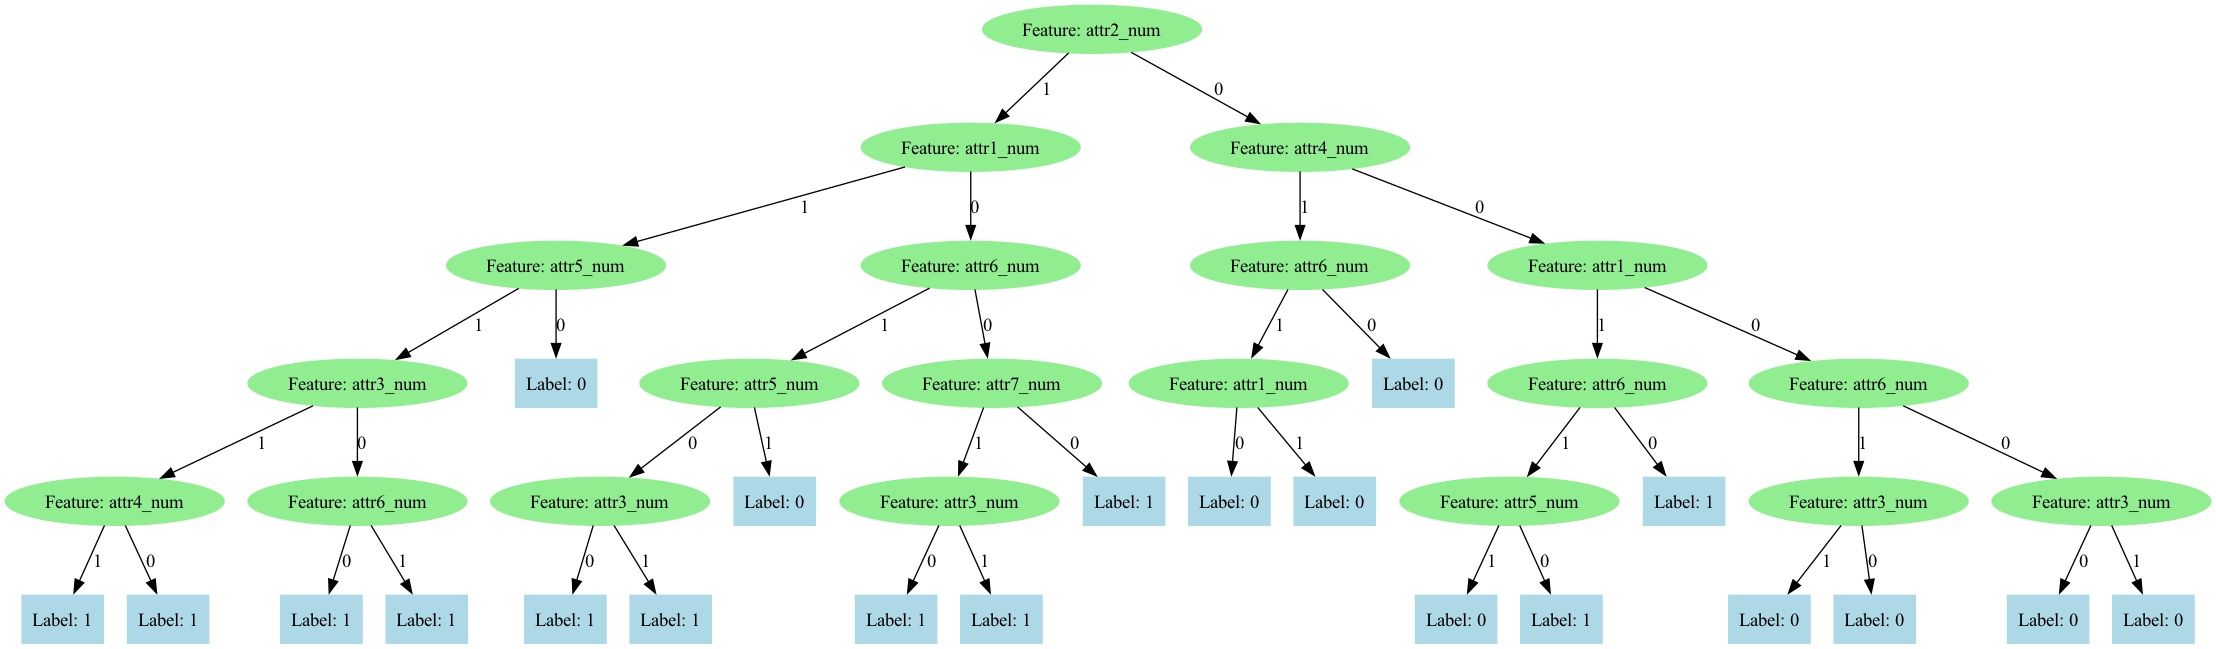 Feature: attr2_num
1
0
Feature: attr1_num
Feature: attr4_num
1
0
1
0
Feature: attr5_num
Feature: attr6_num
Feature: attr6_num
Feature: attr1_num
1
0
1
0
1
0
1
0
Feature: attr3_num
Label: 0
Feature: attr5_num
Feature: attr7_num
Feature: attr1_num
Label: 0
Feature: attr6_num
Feature: attr6_num
1
0
0
1
1
0
0
1
1
0
1
0
Feature: attr4_num
Feature: attr6_num
Feature: attr3_num
Label: 0
Feature: attr3_num
Label: 1
Label: 0
Label: 0
Feature: attr5_num
Label: 1
Feature: attr3_num
Feature: attr3_num
1
0
0
1
0
1
0
1
1
0
1
0
0
1
Label: 1
Label: 1
Label: 1
Label: 1
Label: 1
Label: 1
Label: 1
Label: 1
Label: 0
Label: 1
Label: 0
Label: 0
Label: 0
Label: 0